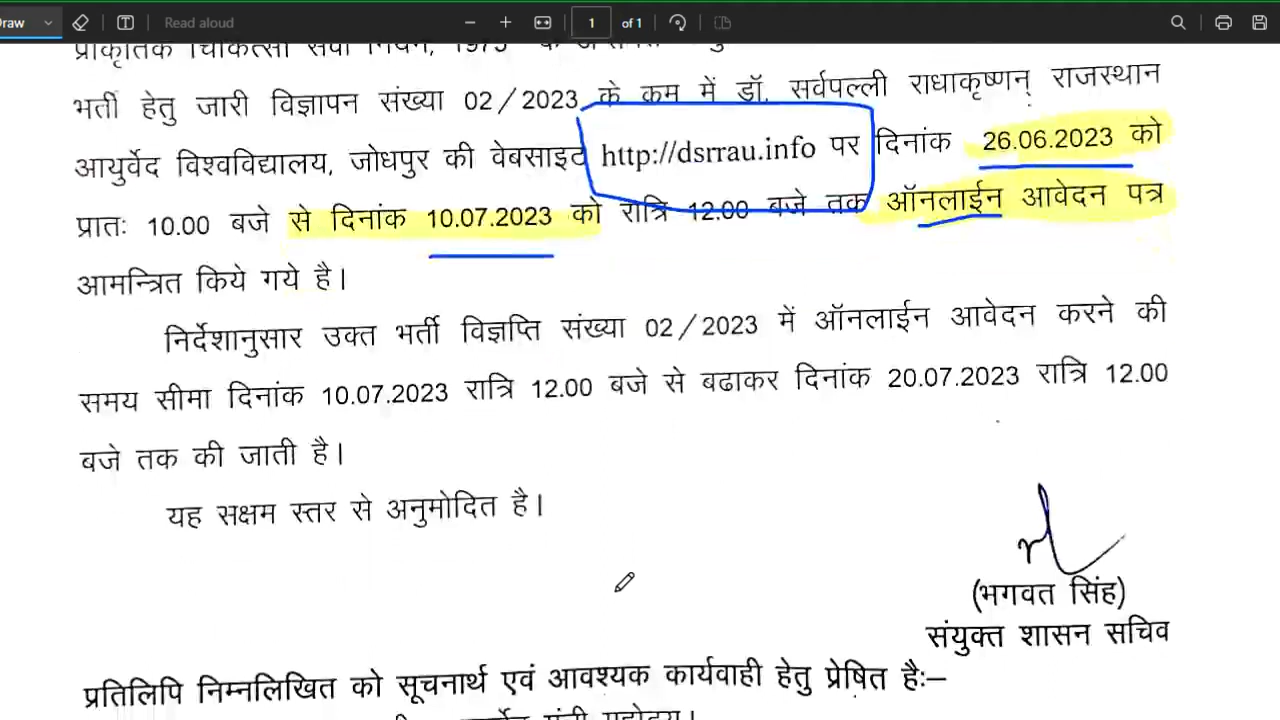 Draw
Read aloud
1 of 1
प्राकृतिक चिकित्सा सेवा नियम, 1973
भर्ती हेतु जारी विज्ञापन संख्या 02/2023 के क्रम में डॉ. सर्वपल्ली राधाकृष्णन् राजस्थान
आयुर्वेद विश्वविद्यालय, जोधपुर की वेबसाइट http://dsrrau.info पर दिनांक 26.06.2023 को
प्रातः 10.00 बजे से दिनांक 10.07.2023 को रात्रि 12.00 बजे तक ऑनलाईन आवेदन पत्र
आमन्त्रित किये गये है।
निर्देशानुसार उक्त भर्ती विज्ञप्ति संख्या 02/2023 में ऑनलाईन आवेदन करने की
समय सीमा दिनांक 10.07.2023 रात्रि 12.00 बजे से बढाकर दिनांक 20.07.2023 रात्रि 12.00
बजे तक की जाती है।
यह सक्षम स्तर से अनुमोदित है।
(भगवत सिंह)
संयुक्त शासन सचिव
प्रतिलिपि निम्नलिखित को सूचनार्थ एवं आवश्यक कार्यवाही हेतु प्रेषित है:–
मंत्री महोदय।